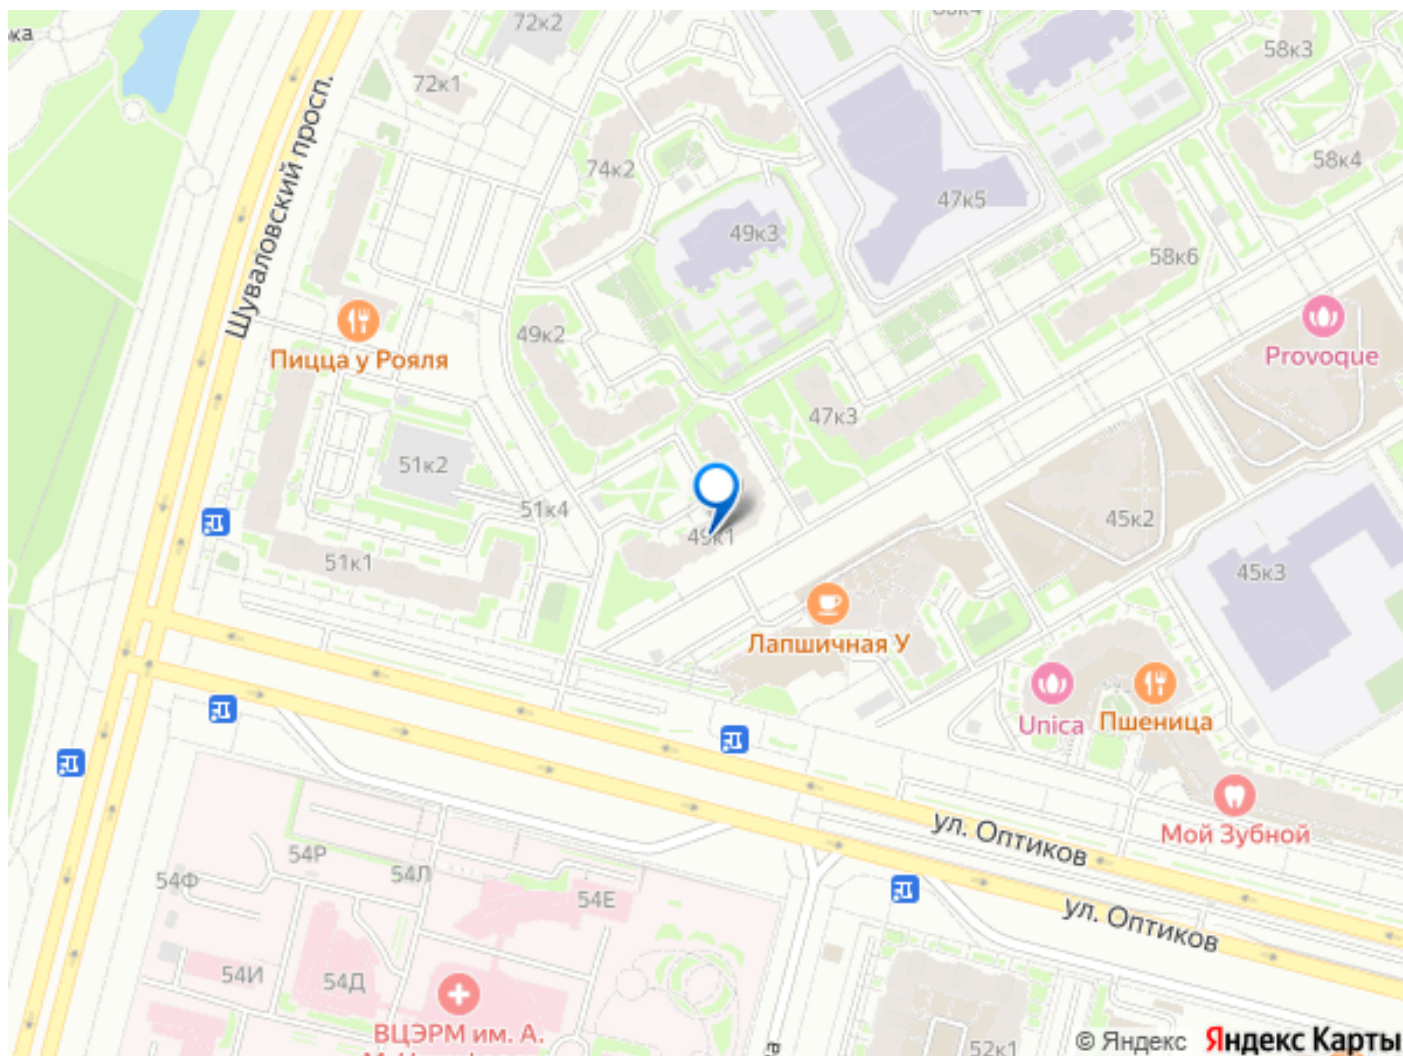 ка
72к2
58к3
72к1
Шуваловский просп.
58к4
74к2
47к5
49к3
58к6
49к2
Пицца у Рояля
Provoque
47к3
51к2
51к4
45к2
49к1
51к1
45к3
Лапшичная У
Unica
Пшеница
ул. Оптиков
Мой Зубной
54Р
54Л
54Ф
54Е
ул. Оптиков
54И
54Д
ВЦЭРМ им. А.
52к1
© Яндекс Яндекс Карты